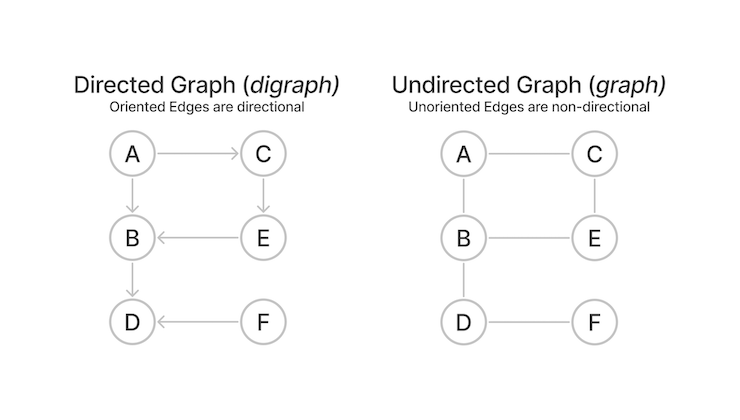 Directed Graph (digraph)
Oriented Edges are directional
A
C
B
E
D
F
Undirected Graph (graph)
Unoriented Edges are non-directional
A
C
B
E
D
F